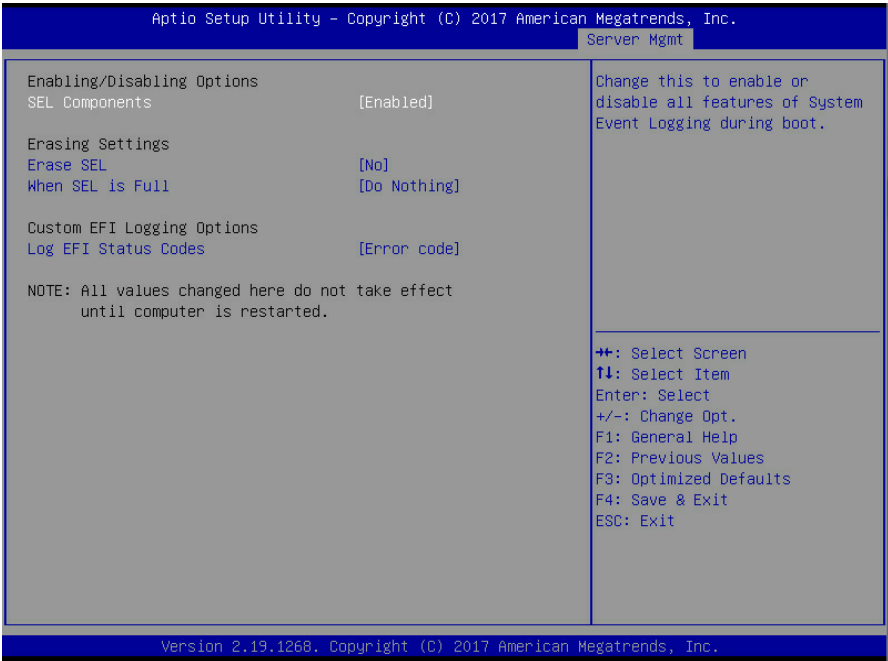 Aptio Setup Utility – Copyright (C) 2017 American Megatrends, Inc.
Server Mgmt
Enabling/Disabling Options
SEL Components [Enabled]
Erasing Settings
Erase SEL [No]
When SEL is Full [Do Nothing]
Custom EFI Logging Options
Log EFI Status Codes [Error code]
NOTE: All values changed here do not take effect
until computer is restarted.
Change this to enable or
disable all features of System
Event Logging during boot.
→←: Select Screen
↑↓: Select Item
Enter: Select
+/-: Change Opt.
F1: General Help
F2: Previous Values
F3: Optimized Defaults
F4: Save & Exit
ESC: Exit
Version 2.19.1268. Copyright (C) 2017 American Megatrends, Inc.